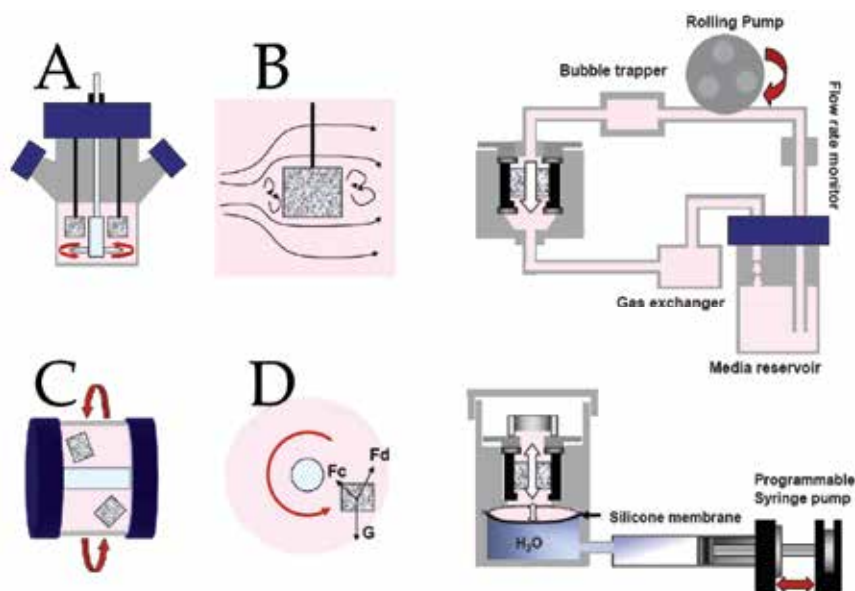 A
B
Rolling Pump
Bubble trapper
Flow rate monitor
Gas exchanger
Media reservoir
C
D
Fc
Fd
G
Programmable
Syringe pump
Silicone membrane
H₂O